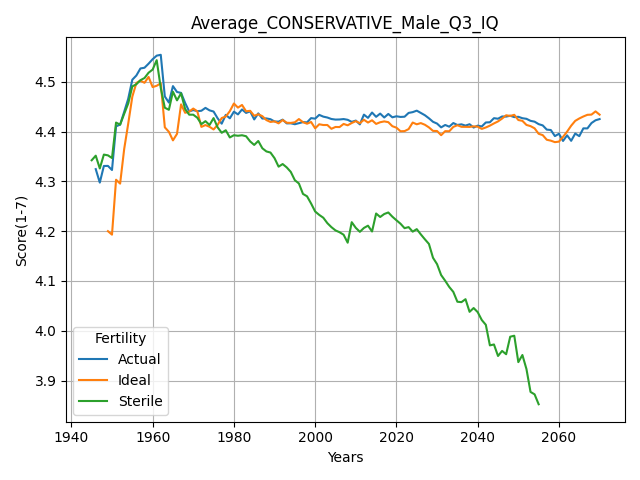 Average_CONSERVATIVE_Male_Q3_IQ
Score(1-7)
4.5
4.4
4.3
4.2
4.1
4.0
3.9
Fertility
Actual
Ideal
Sterile
1940 1960 1980 2000 2020 2040 2060
Years